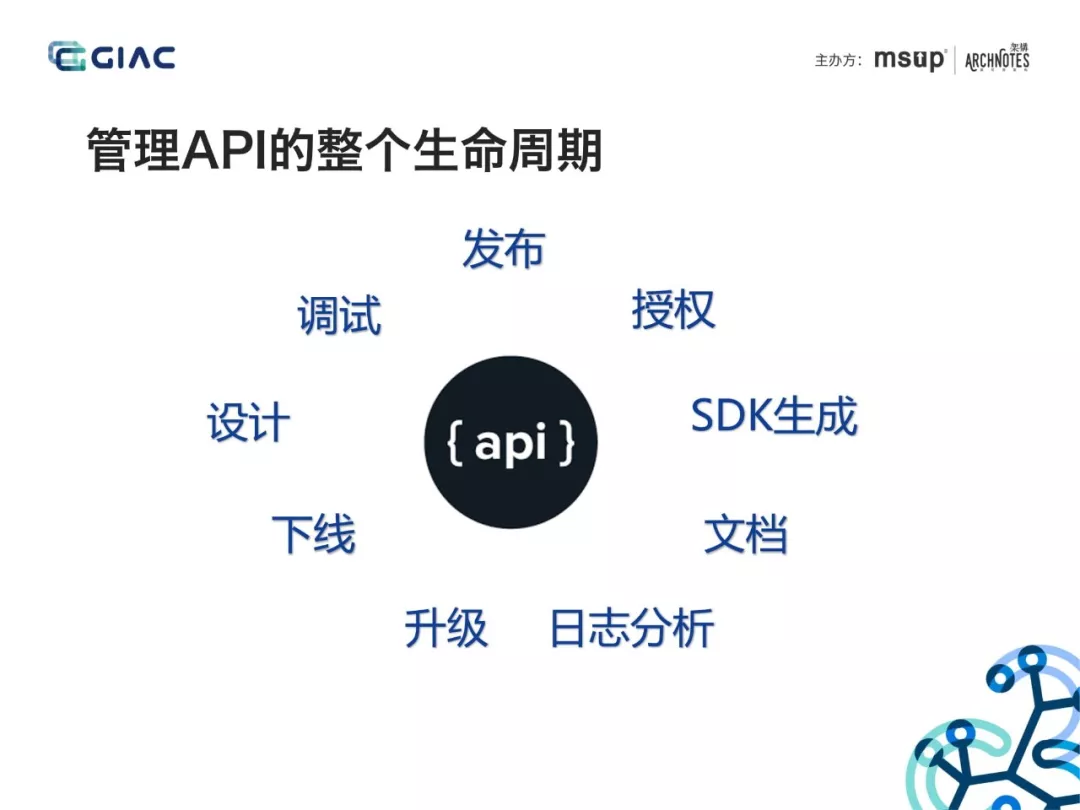 GIAC
主办方：
msup
架構
ARCHNOTES
管理API的整个生命周期
发布
调试
授权
设计
SDK生成
{ api }
下线
文档
升级
日志分析